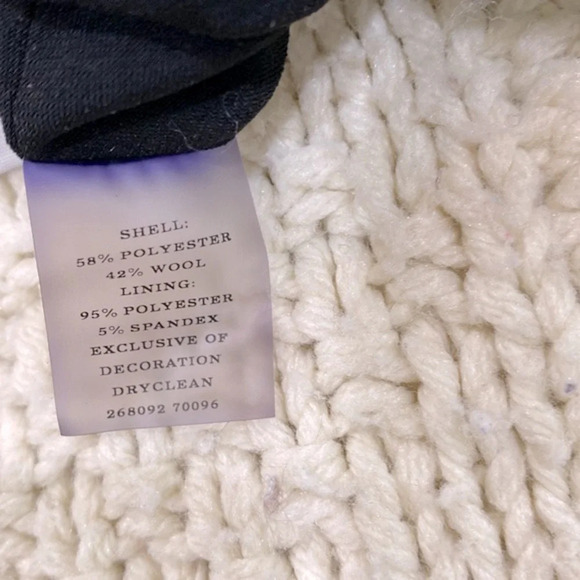 SHELL:
58% POLYESTER
42% WOOL
LINING:
95% POLYESTER
5% SPANDEX
EXCLUSIVE OF
DECORATION
DRYCLEAN
268092 70096